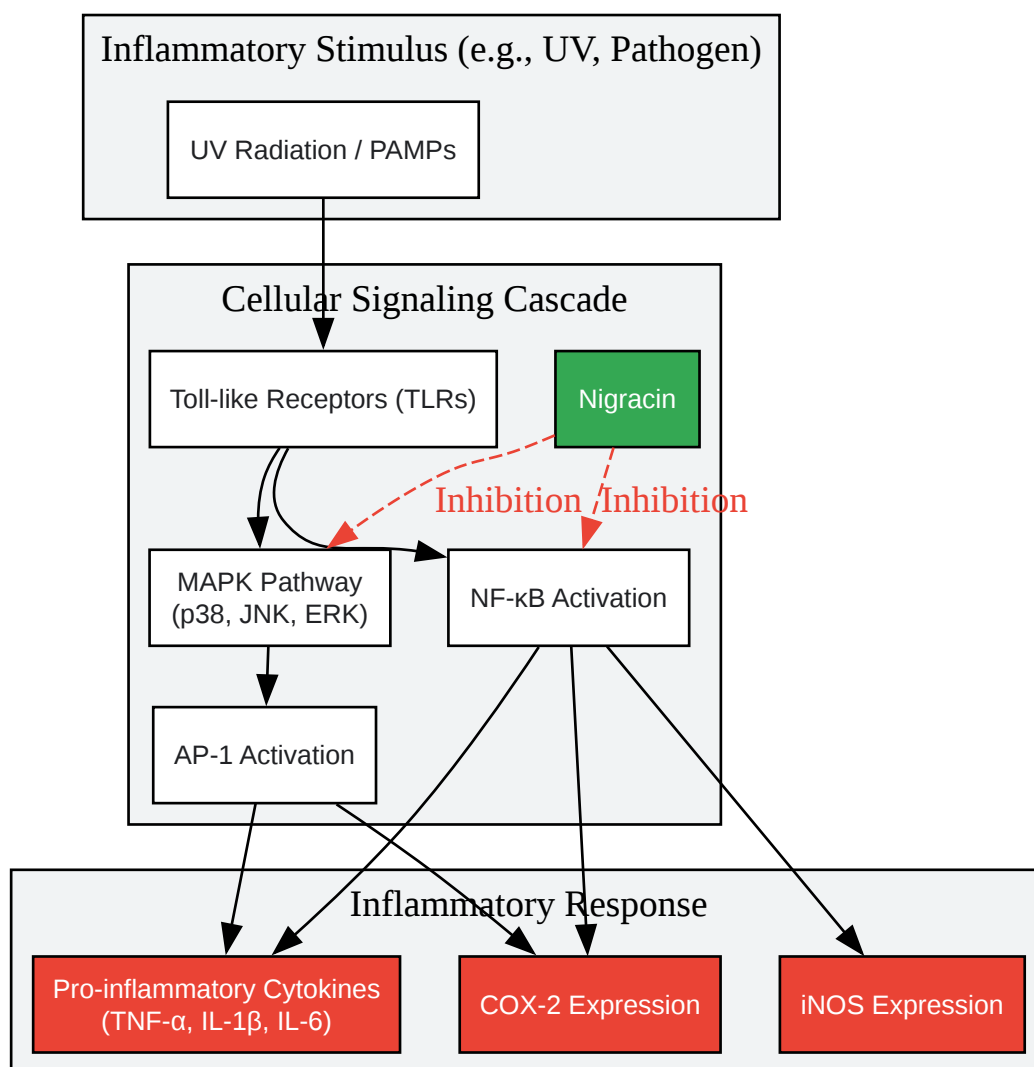 Inflammatory Stimulus (e.g., UV, Pathogen)
UV Radiation / PAMPs
Cellular Signaling Cascade
Toll-like Receptors (TLRs)
Nigracin
Inhibition
Inhibition
MAPK Pathway
(p38, JNK, ERK)
NF-κB Activation
AP-1 Activation
Inflammatory Response
Pro-inflammatory Cytokines
(TNF-α, IL-1β, IL-6)
COX-2 Expression
iNOS Expression